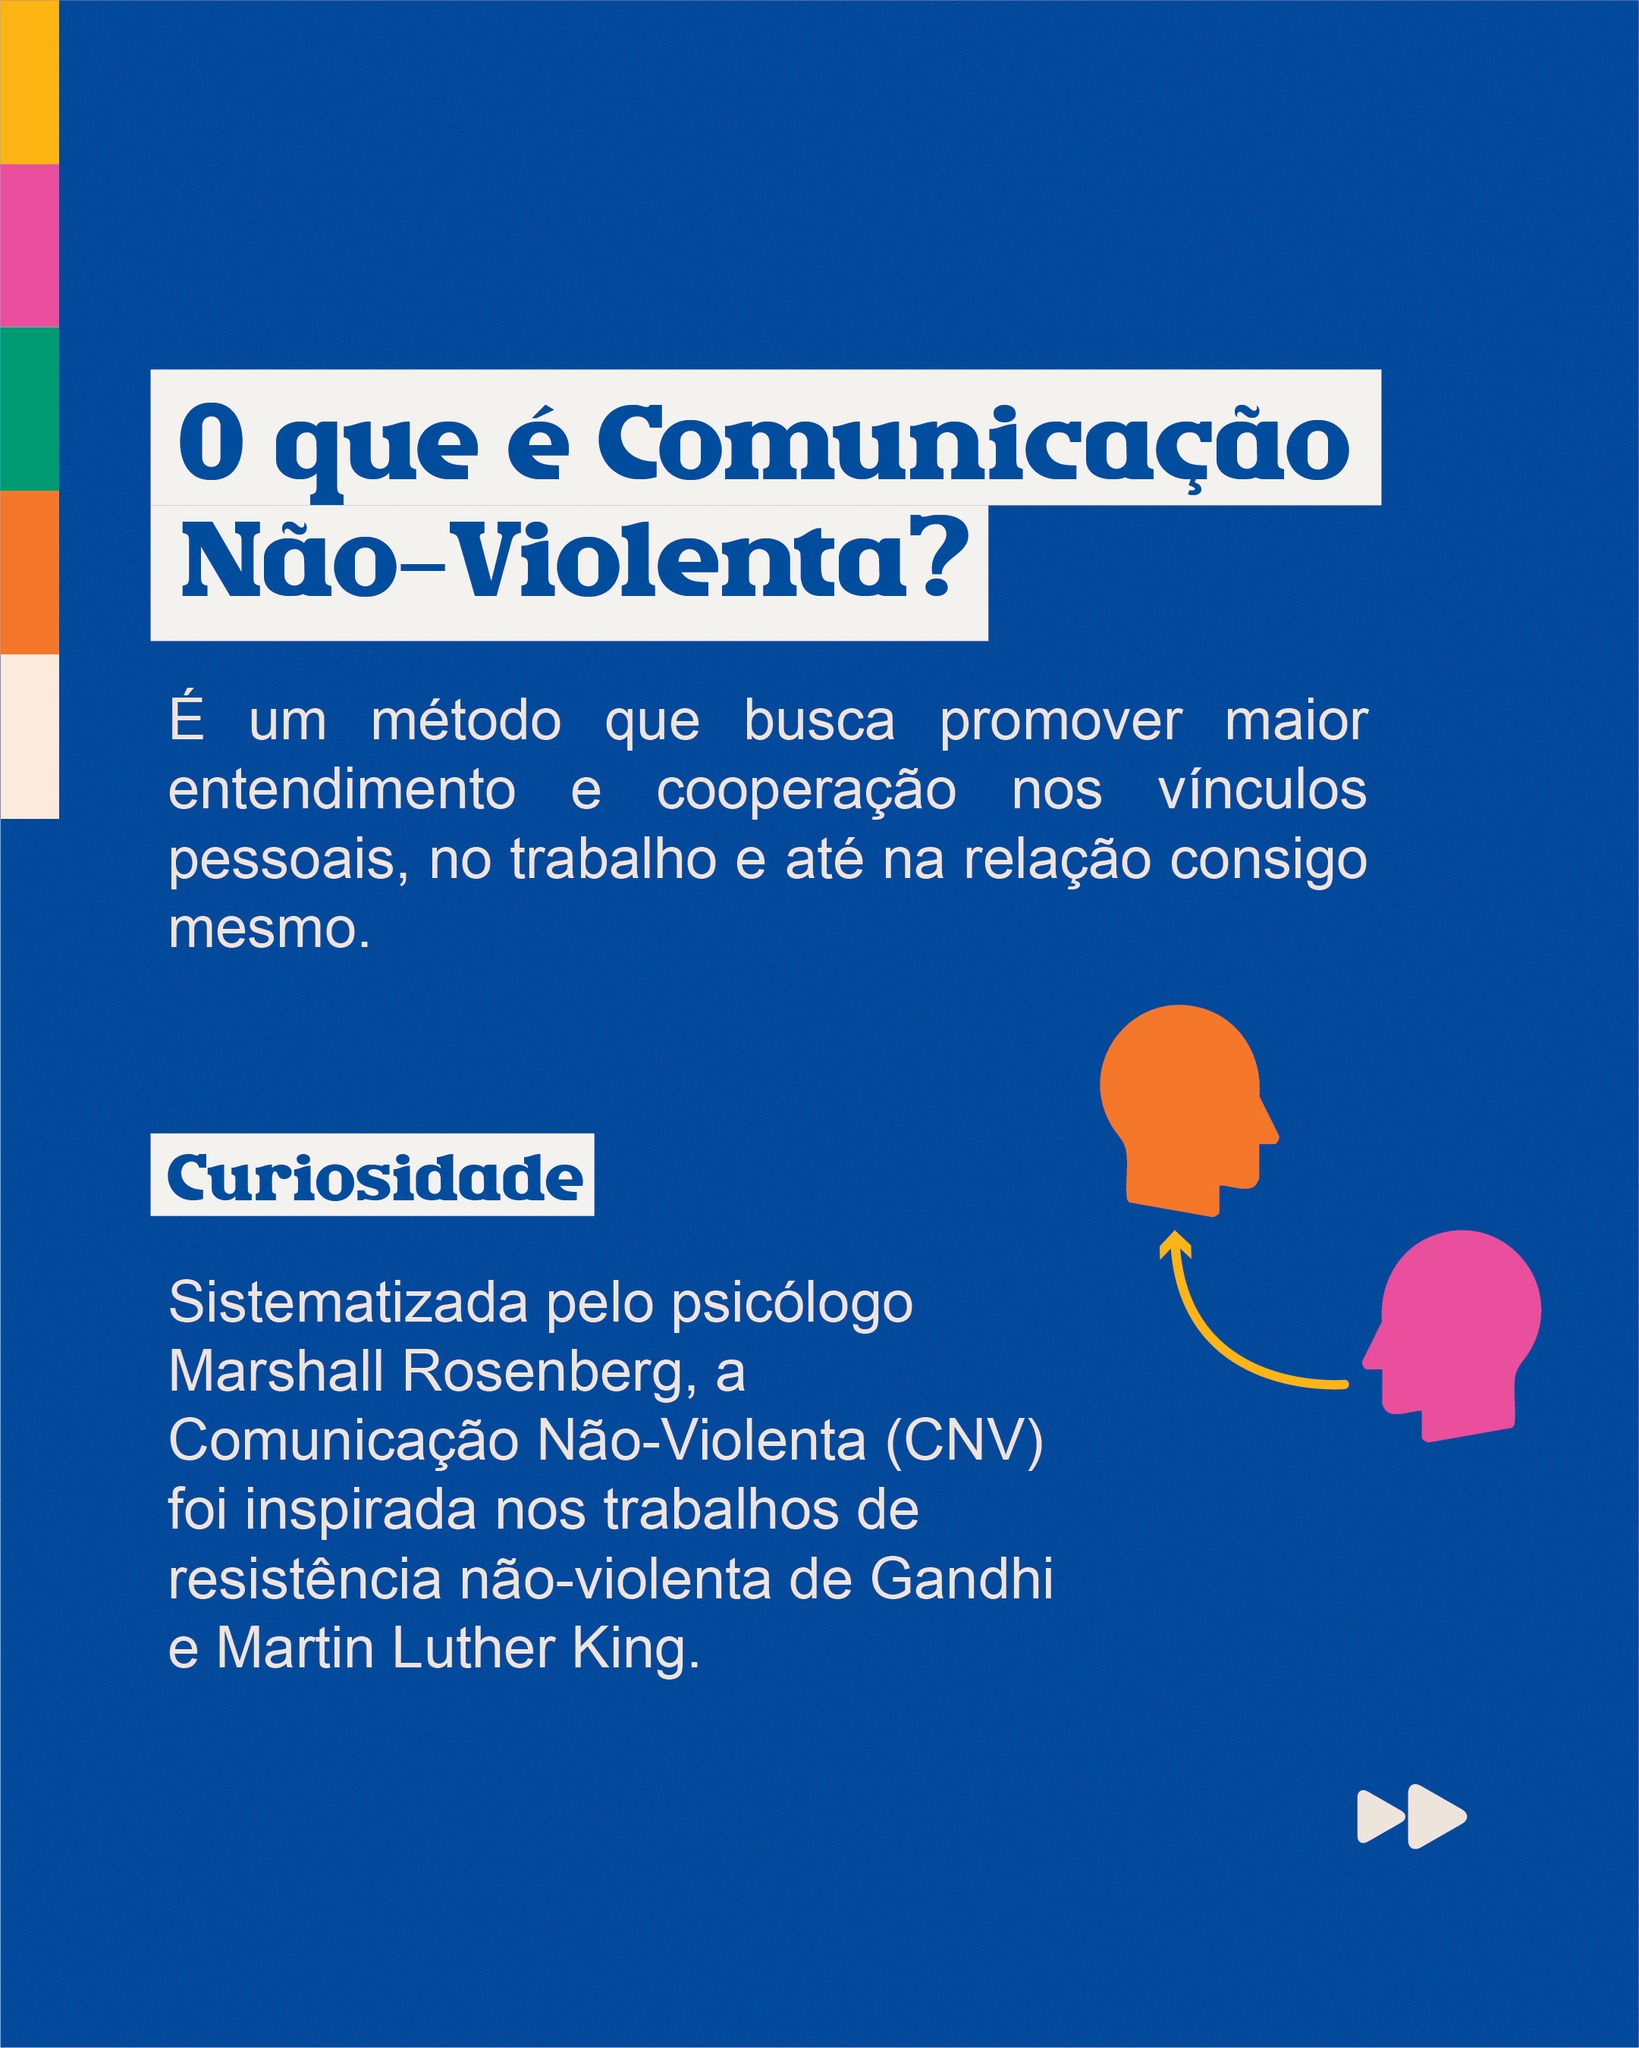 O que é Comunicação
Não-Violenta?
É um método que busca promover maior
entendimento e cooperação nos vínculos
pessoais, no trabalho e até na relação consigo
mesmo.
Curiosidade
Sistematizada pelo psicólogo
Marshall Rosenberg, a
Comunicação Não-Violenta (CNV)
foi inspirada nos trabalhos de
resistência não-violenta de Gandhi
e Martin Luther King.